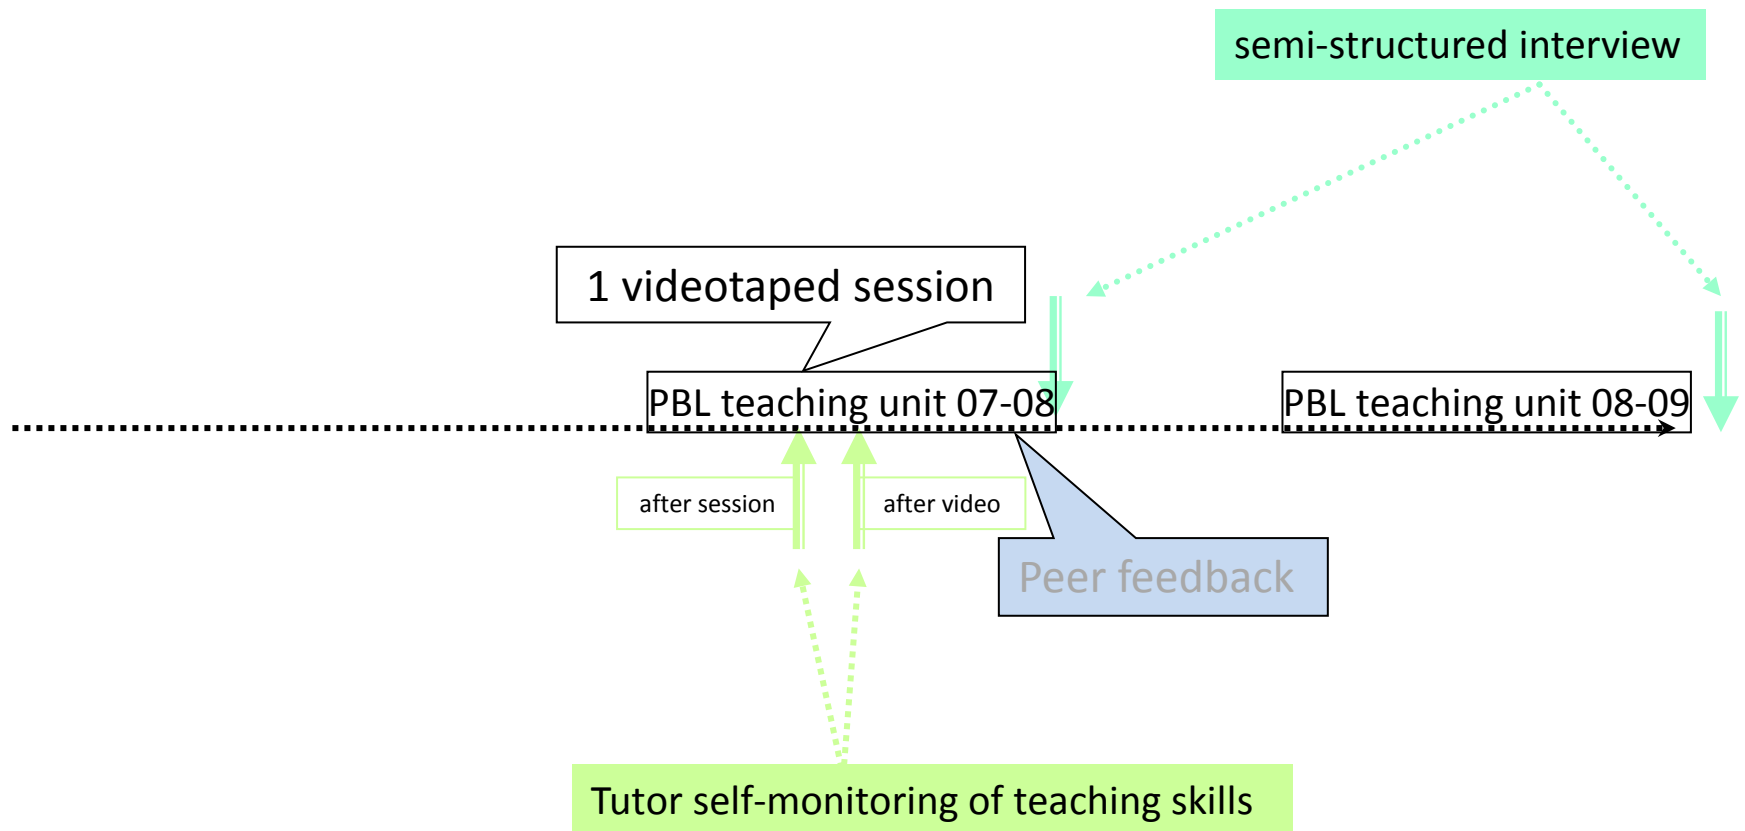 semi-structured interview
1 videotaped session
PBL teaching unit 07-08
PBL teaching unit 08-09
after session
after video
Peer feedback
Tutor self-monitoring of teaching skills